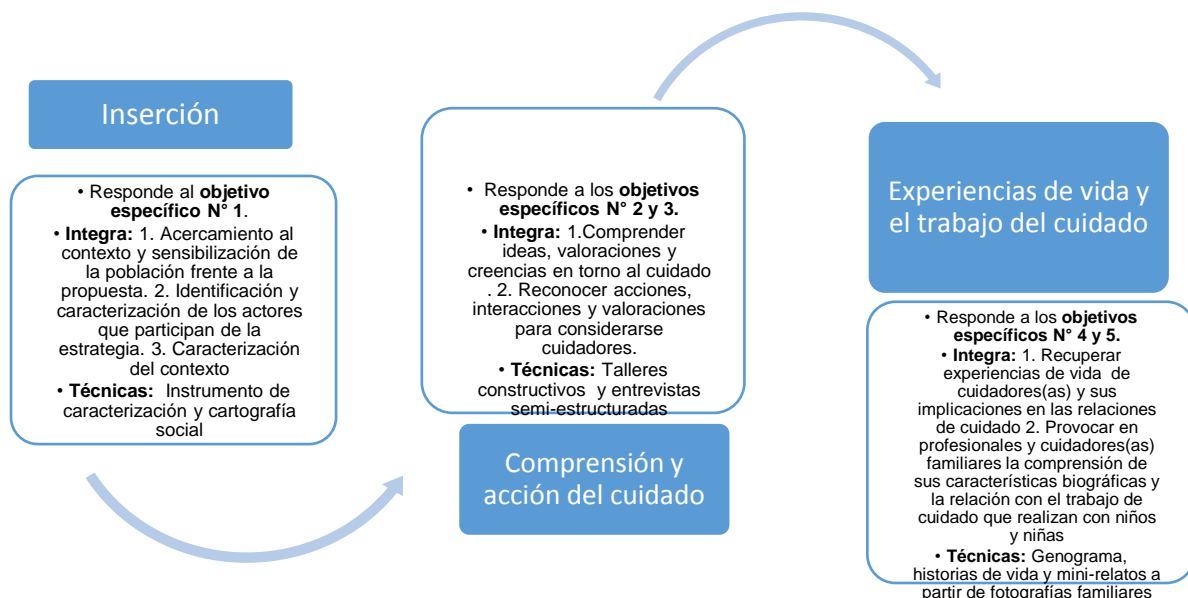 Inserción
• Responde al objetivo
específico N° 1.
• Integra: 1. Acercamiento al
contexto y sensibilización de
la población frente a la
propuesta. 2. Identificación y
caracterización de los actores
que participan de la
estrategia. 3. Caracterización
del contexto
• Técnicas: Instrumento de
caracterización y cartografía
social
• Responde a los objetivos
específicos N° 2 y 3.
• Integra: 1.Comprender
ideas, valoraciones y
creencias en torno al cuidado
. 2. Reconocer acciones,
interacciones y valoraciones
para considerarse
cuidadores.
• Técnicas: Talleres
constructivos y entrevistas
semi-estructuradas
Comprensión y
acción del cuidado
Experiencias de vida y
el trabajo del cuidado
• Responde a los objetivos
específicos N° 4 y 5.
• Integra: 1. Recuperar
experiencias de vida de
cuidadores(as) y sus
implicaciones en las relaciones
de cuidado 2. Provocar en
profesionales y cuidadores(as)
familiares la comprensión de
sus características biográficas y
la relación con el trabajo de
cuidado que realizan con niños
y niñas
• Técnicas: Genograma,
historias de vida y mini-relatos a
partir de fotografías familiares